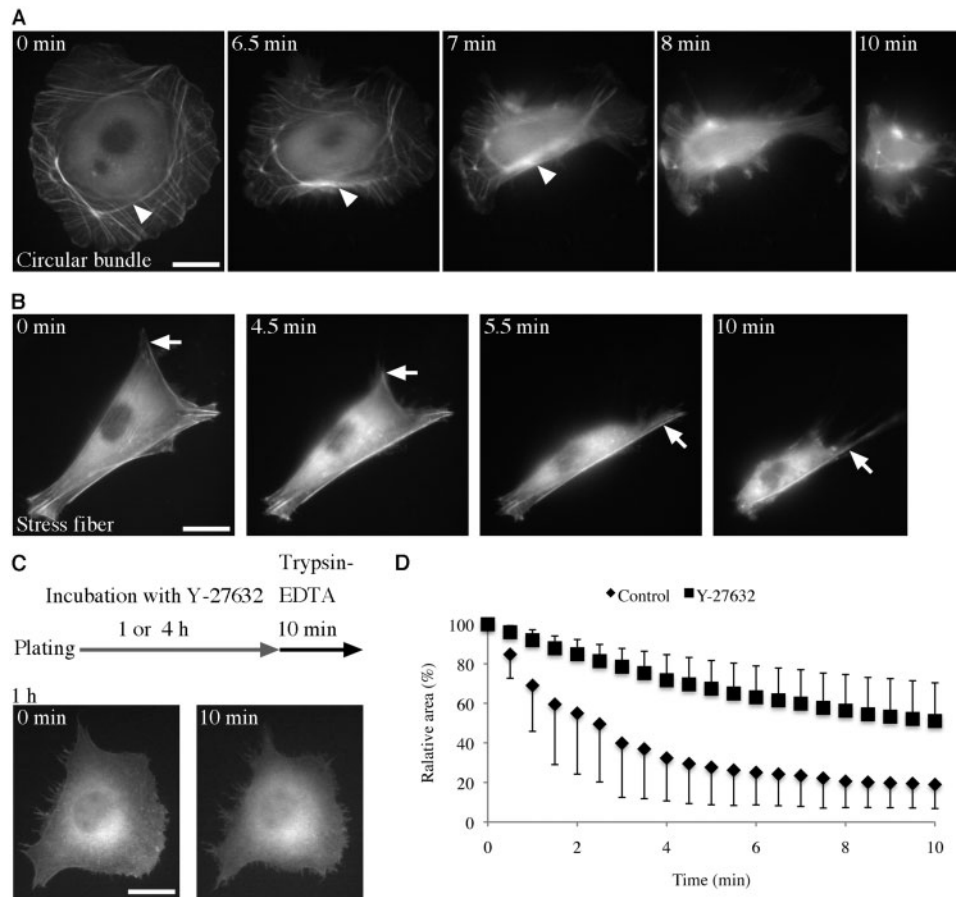 A
0 min
6.5 min
7 min
8 min
10 min
Circular bundle
B
0 min
4.5 min
5.5 min
10 min
Stress fiber
C
Trypsin-
Incubation with Y-27632 EDTA
1 or 4 h 10 min
Plating
1 h
0 min
10 min
D
Control Y-27632
100
80
60
40
20
0
Ralative area (%)
0 2 4 6 8 10
Time (min)